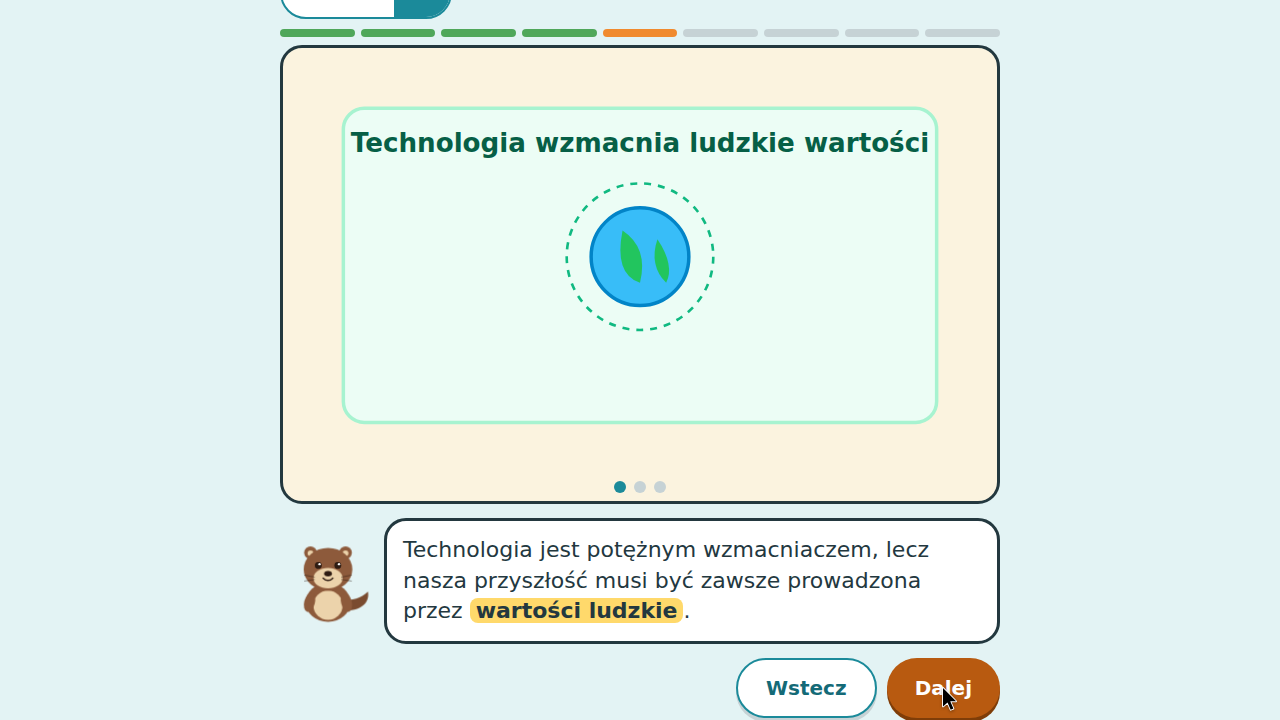 Technologia wzmacnia ludzkie wartości
Technologia jest potężnym wzmacniaczem, lecz
nasza przyszłość musi być zawsze prowadzona
przez wartości ludzkie.
Wstecz
Dalej